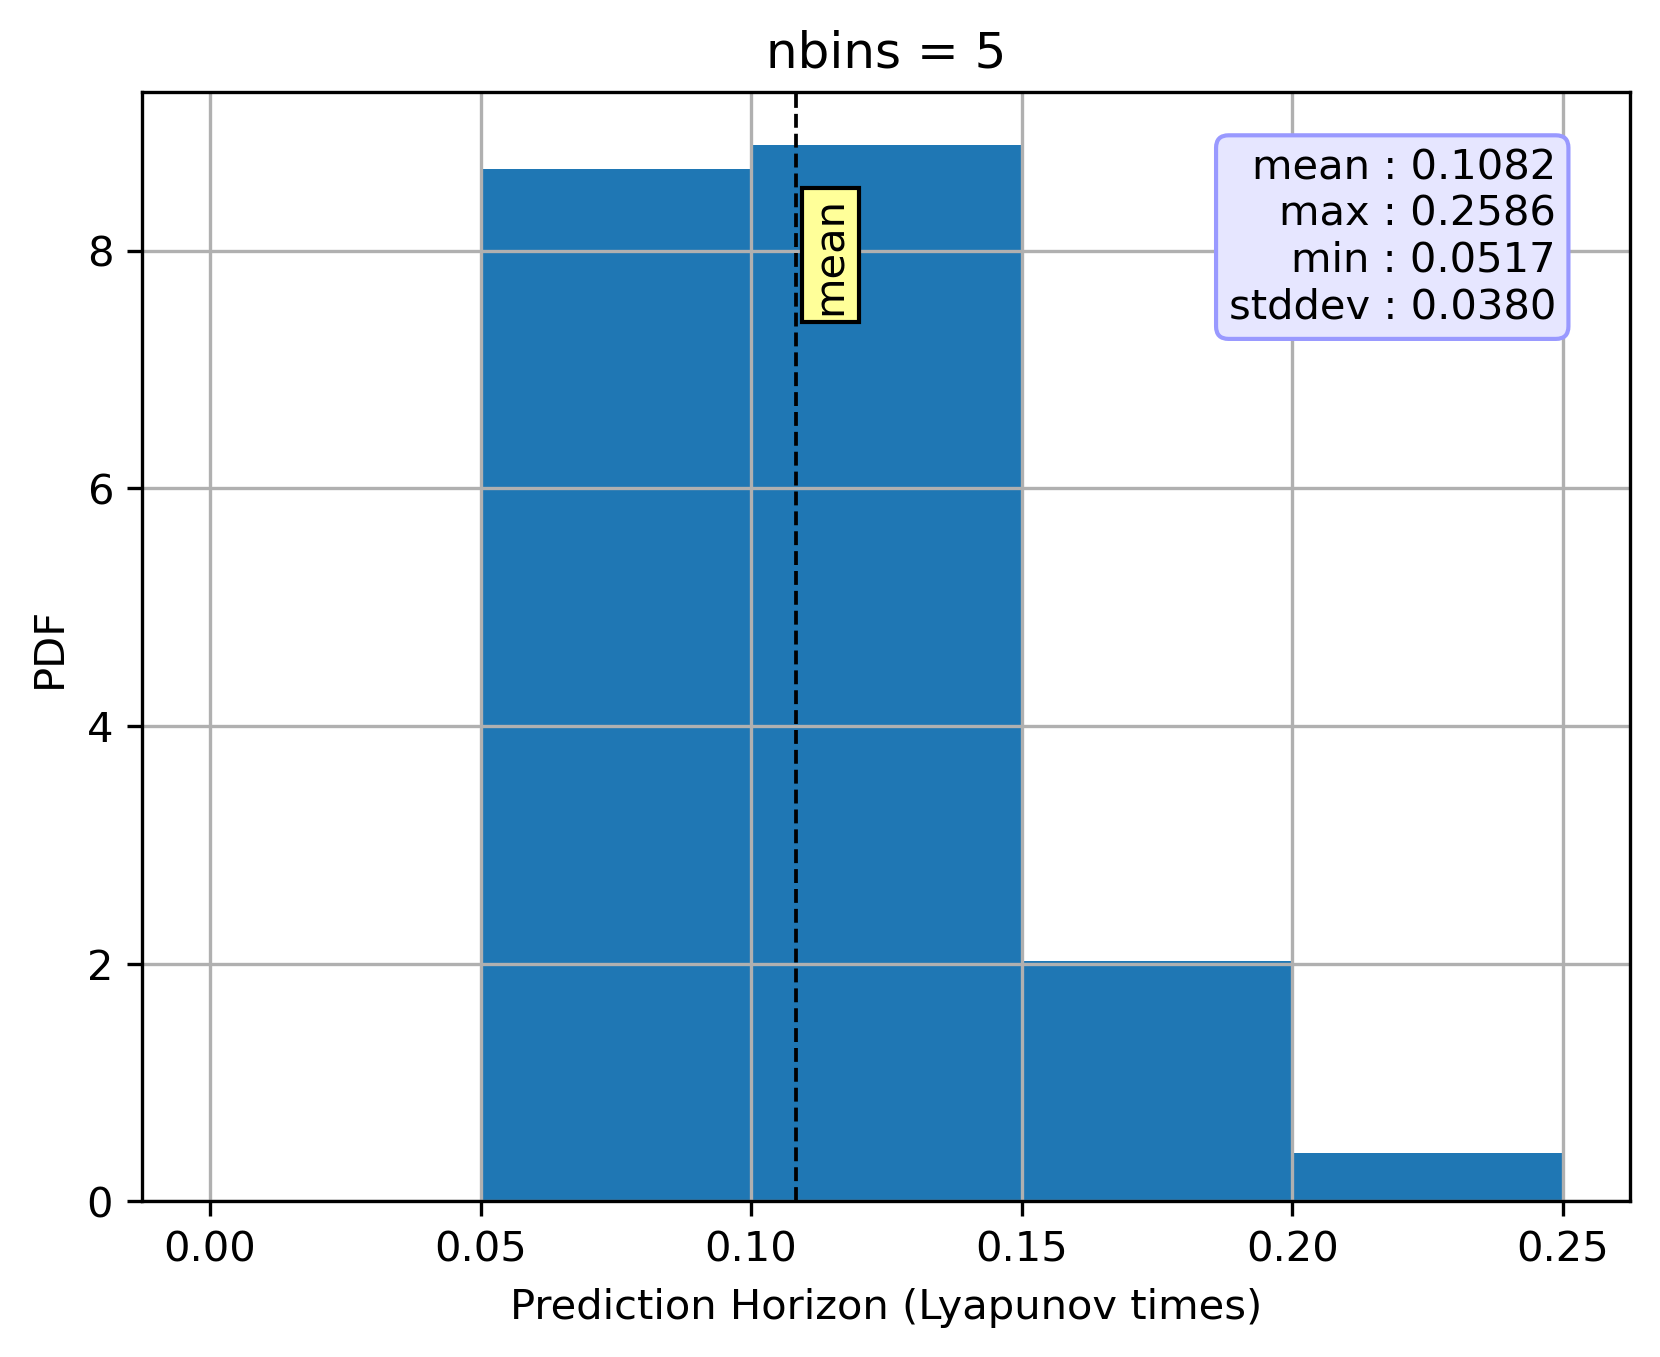 nbins = 5
mean : 0.1082
max : 0.2586
min : 0.0517
stddev : 0.0380
mean
PDF
8
6
4
2
0
0.00 0.05 0.10 0.15 0.20 0.25
Prediction Horizon (Lyapunov times)